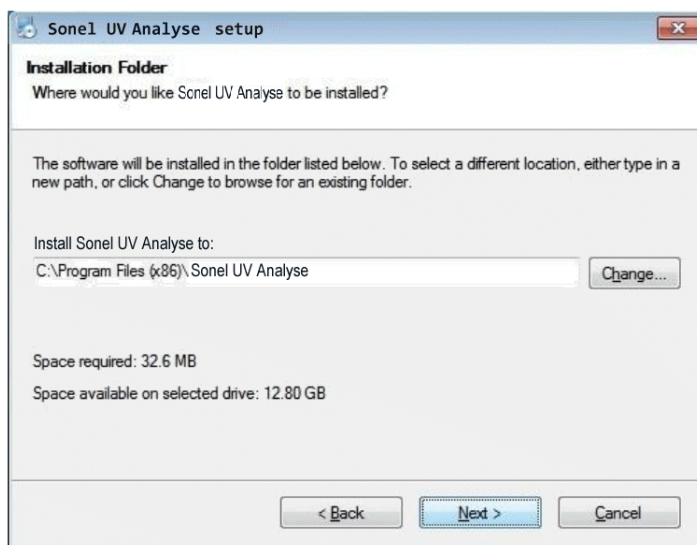 Sonel UV Analyse setup
Installation Folder
Where would you like Sonel UV Analyse to be installed?
The software will be installed in the folder listed below. To select a different location, either type in a
new path, or click Change to browse for an existing folder.
Install Sonel UV Analyse to:
C:\Program Files (x86)\Sonel UV Analyse
Change...
Space required: 32.6 MB
Space available on selected drive: 12.80 GB
< Back
Next >
Cancel